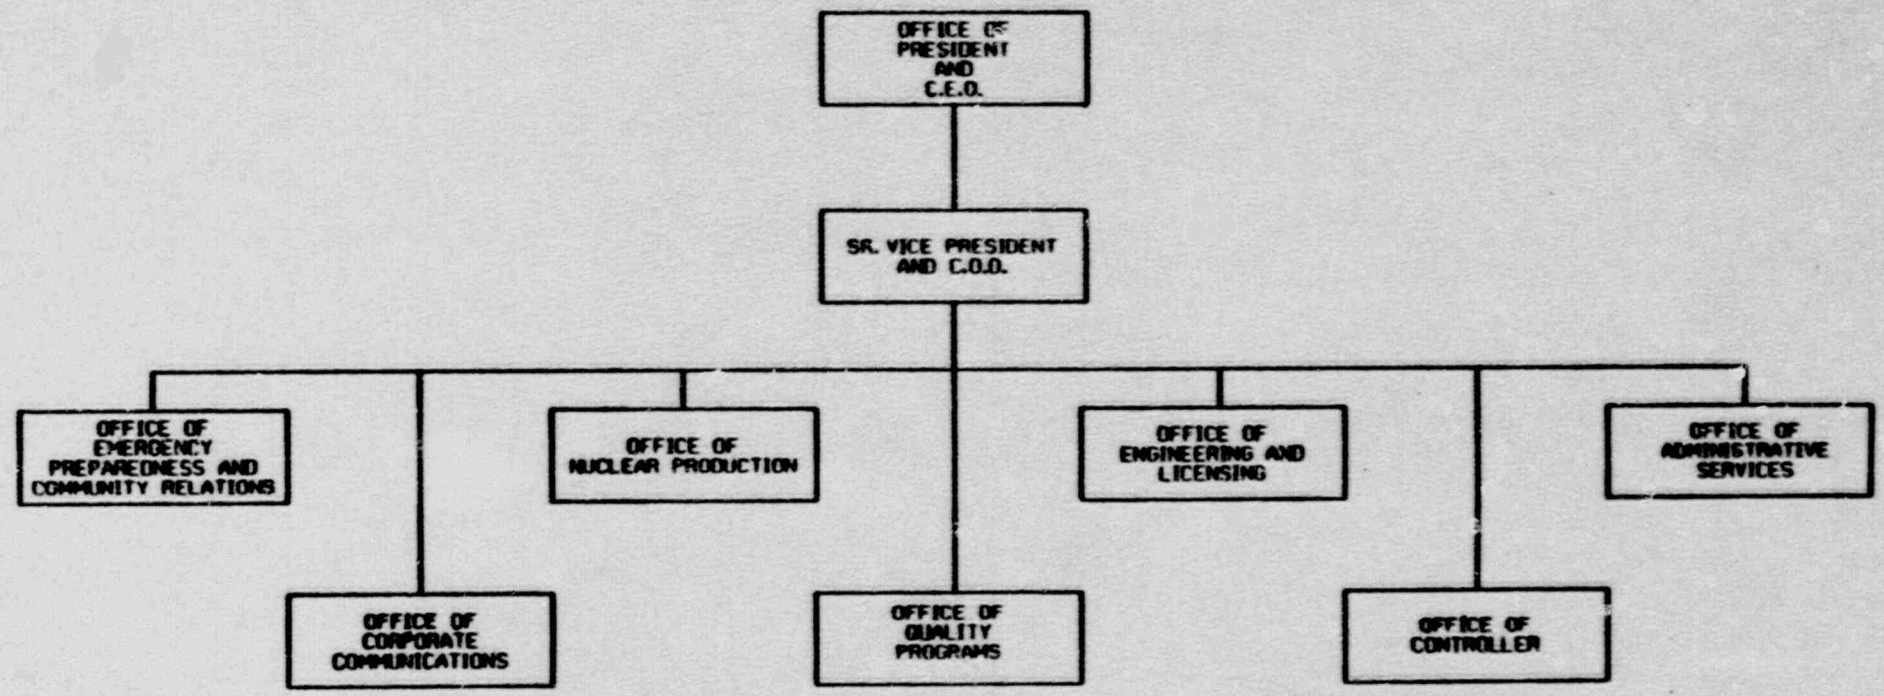 OFFICE OF
PRESIDENT
AND
C.E.O.
SR. VICE PRESIDENT
AND C.O.O.
OFFICE OF
EMERGENCY
PREPAREDNESS AND
COMMUNITY RELATIONS
OFFICE OF
NUCLEAR PRODUCTION
OFFICE OF
ENGINEERING AND
LICENSING
OFFICE OF
ADMINISTRATIVE
SERVICES
OFFICE OF
CORPORATE
COMMUNICATIONS
OFFICE OF
QUALITY
PROGRAMS
OFFICE OF
CONTROLLER